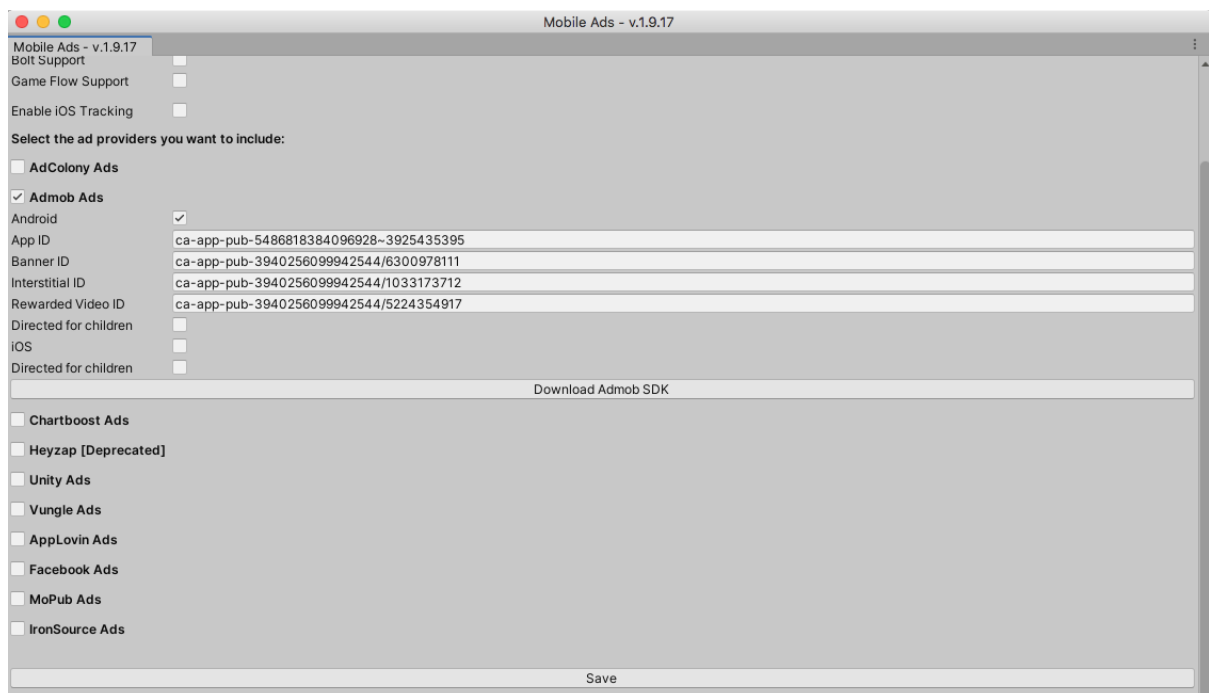 Mobile Ads - v.1.9.17
Mobile Ads - v.1.9.17
Bolt Support
Game Flow Support
Enable iOS Tracking
Select the ad providers you want to include:
AdColony Ads
Admob Ads
Android
App ID ca-app-pub-5486818384096928~3925435395
Banner ID ca-app-pub-3940256099942544/6300978111
Interstitial ID ca-app-pub-3940256099942544/1033173712
Rewarded Video ID ca-app-pub-3940256099942544/5224354917
Directed for children
iOS
Directed for children
Download Admob SDK
Chartboost Ads
Heyzap [Deprecated]
Unity Ads
Vungle Ads
AppLovin Ads
Facebook Ads
MoPub Ads
IronSource Ads
Save